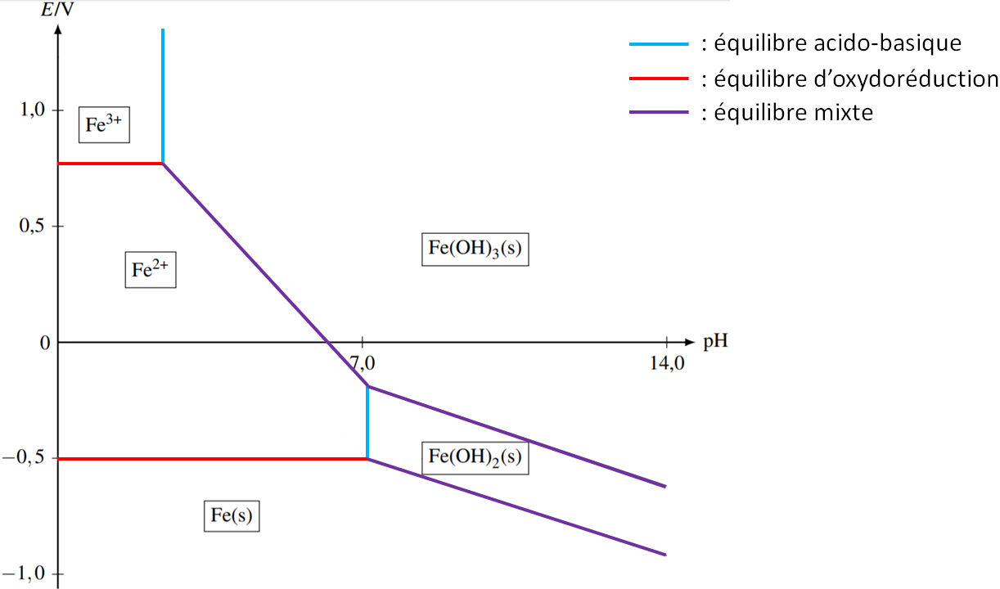 E/V
: équilibre acido-basique
: équilibre d’oxydoréduction
1,0
Fe³⁺
: équilibre mixte
0,5
Fe(OH)₃(s)
Fe²⁺
0
pH
7,0
14,0
−0,5
Fe(OH)₂(s)
Fe(s)
−1,0